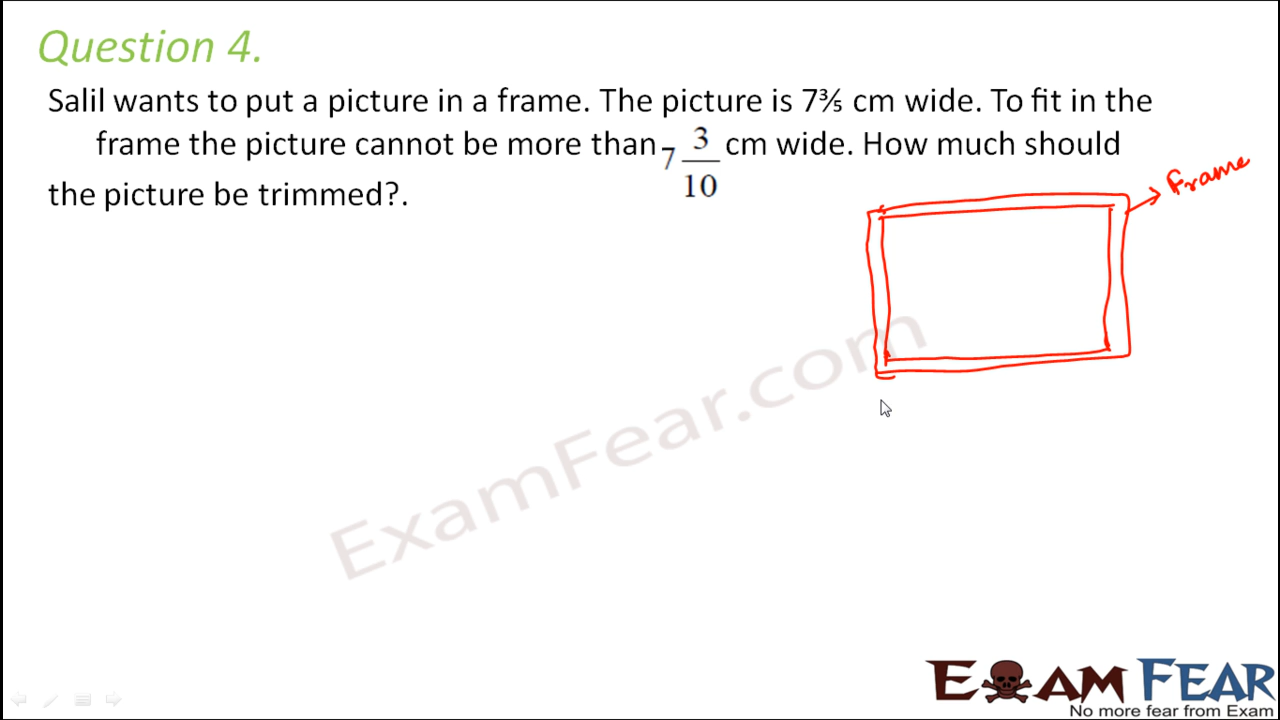 Question 4.
Salil wants to put a picture in a frame. The picture is 7⅗ cm wide. To fit in the
frame the picture cannot be more than 7 3/10 cm wide. How much should
the picture be trimmed?.
Frame
ExamFear.com
EXAM FEAR
No more fear from Exam